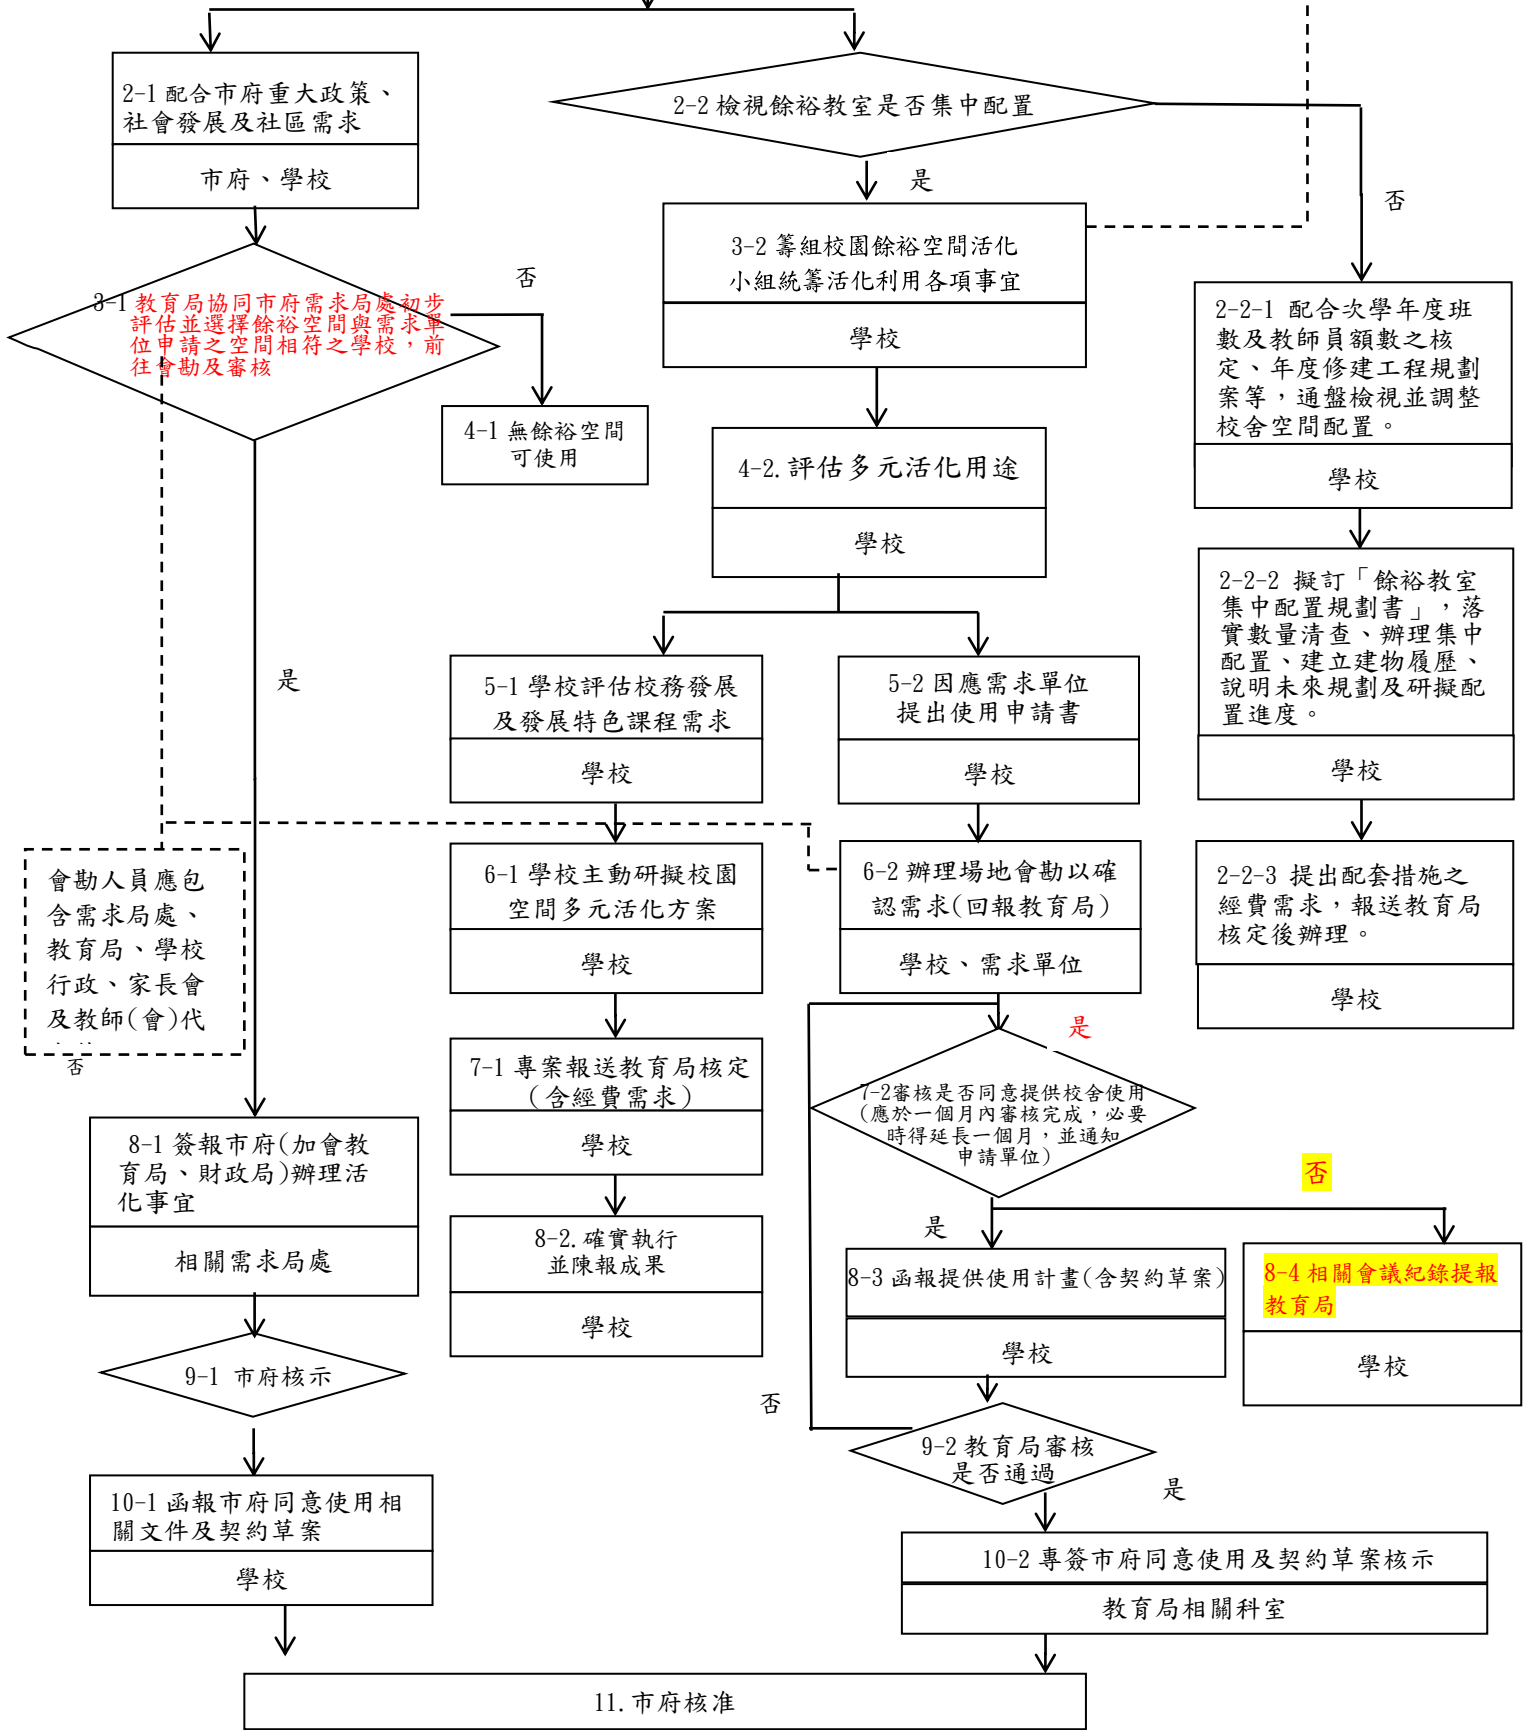 2-1 配合市府重大政策、
社會發展及社區需求
市府、學校
2-2 檢視餘裕教室是否集中配置
是
否
3-1 教育局協同市府需求局處初步
評估並選擇餘裕空間與需求單
位申請之空間相符之學校，前
往會勘及審核
否
4-1 無餘裕空間
可使用
3-2 籌組校園餘裕空間活化
小組統籌活化利用各項事宜
學校
2-2-1 配合次學年度班
數及教師員額數之核
定、年度修建工程規劃
案等，通盤檢視並調整
校舍空間配置。
學校
4-2.評估多元活化用途
學校
2-2-2 擬訂「餘裕教室
集中配置規劃書」，落
實數量清查、辦理集中
配置、建立建物履歷、
說明未來規劃及研擬配
置進度。
學校
是
5-1 學校評估校務發展
及發展特色課程需求
學校
5-2 因應需求單位
提出使用申請書
學校
會勘人員應包
含需求局處、
教育局、學校
行政、家長會
及教師(會)代
否
6-1 學校主動研擬校園
空間多元活化方案
學校
6-2 辦理場地會勘以確
認需求(回報教育局)
學校、需求單位
2-2-3 提出配套措施之
經費需求，報送教育局
核定後辦理。
學校
是
7-1 專案報送教育局核定
(含經費需求)
學校
7-2審核是否同意提供校舍使用
(應於一個月內審核完成，必要
時得延長一個月，並通知
申請單位)
否
是
8-1 簽報市府(加會教
育局、財政局)辦理活
化事宜
相關需求局處
8-2.確實執行
並陳報成果
學校
8-3 函報提供使用計畫(含契約草案)
學校
8-4 相關會議紀錄提報
教育局
學校
9-1 市府核示
否
9-2 教育局審核
是否通過
是
10-1 函報市府同意使用相
關文件及契約草案
學校
10-2 專簽市府同意使用及契約草案核示
教育局相關科室
11.市府核准